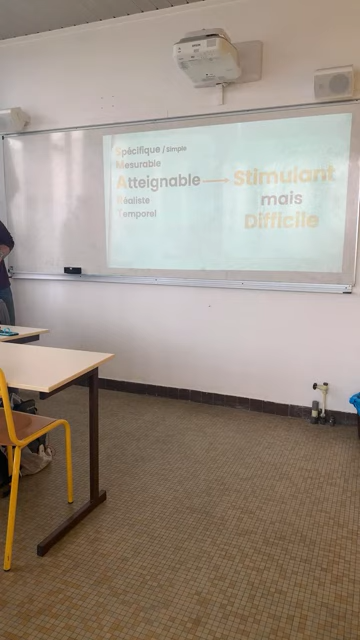 Spécifique / Simple
Mesurable
Atteignable → Stimulant
mais
Difficile
Réaliste
Temporel